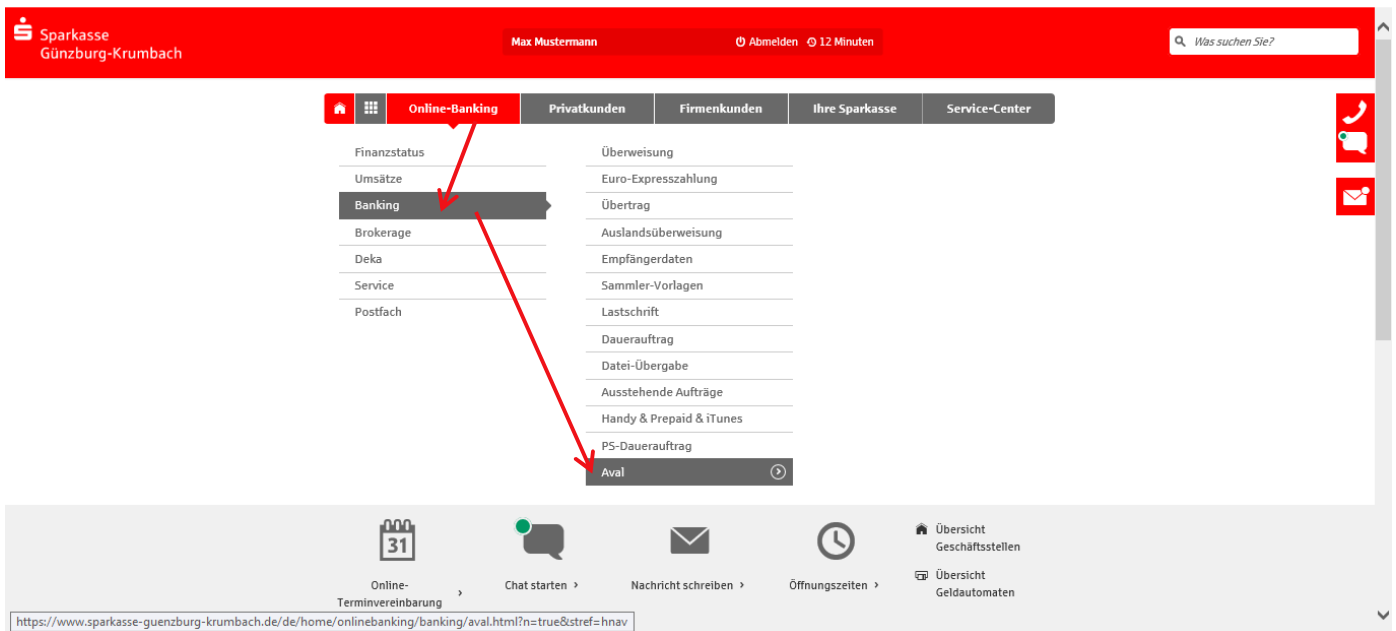 Sparkasse
Günzburg-Krumbach
Max Mustermann
Abmelden
12 Minuten
Was suchen Sie?
Online-Banking
Privatkunden
Firmenkunden
Ihre Sparkasse
Service-Center
Finanzstatus
Umsätze
Banking
Brokerage
Deka
Service
Postfach
Überweisung
Euro-Expresszahlung
Übertrag
Auslandsüberweisung
Empfängerdaten
Sammler-Vorlagen
Lastschrift
Dauerauftrag
Datei-Übergabe
Ausstehende Aufträge
Handy & Prepaid & iTunes
PS-Dauerauftrag
Aval
31
Online-
Terminvereinbarung
Chat starten
Nachricht schreiben
Öffnungszeiten
Übersicht
Geschäftsstellen
Übersicht
Geldautomaten
https://www.sparkasse-guenzburg-krumbach.de/de/home/onlinebanking/banking/aval.html?n=true&stref=hnav